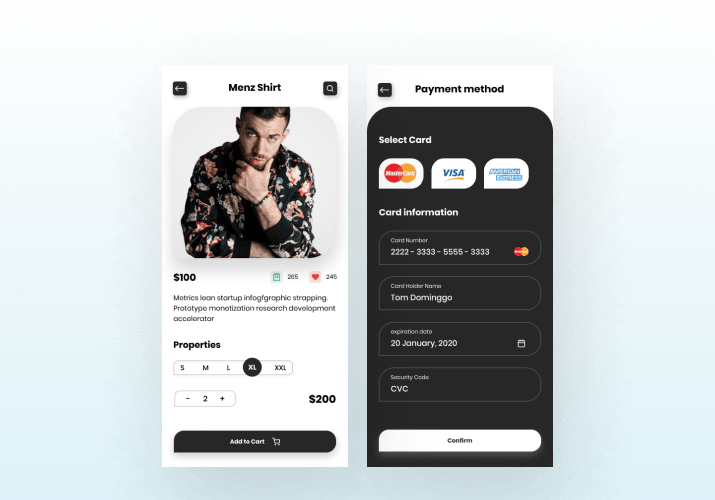 Menz Shirt
$100
265
245
Metrics lean startup infogfgraphic strapping.
Prototype monetization research development
accelerator
Properties
S M L XL XXL
- 2 +
$200
Add to Cart
Payment method
Select Card
MasterCard
VISA
AMERICAN
EXPRESS
Card information
Card Number
2222 - 3333 - 5555 - 3333
Card Holder Name
Tom Dominggo
expiration date
20 January, 2020
Security Code
CVC
Confirm